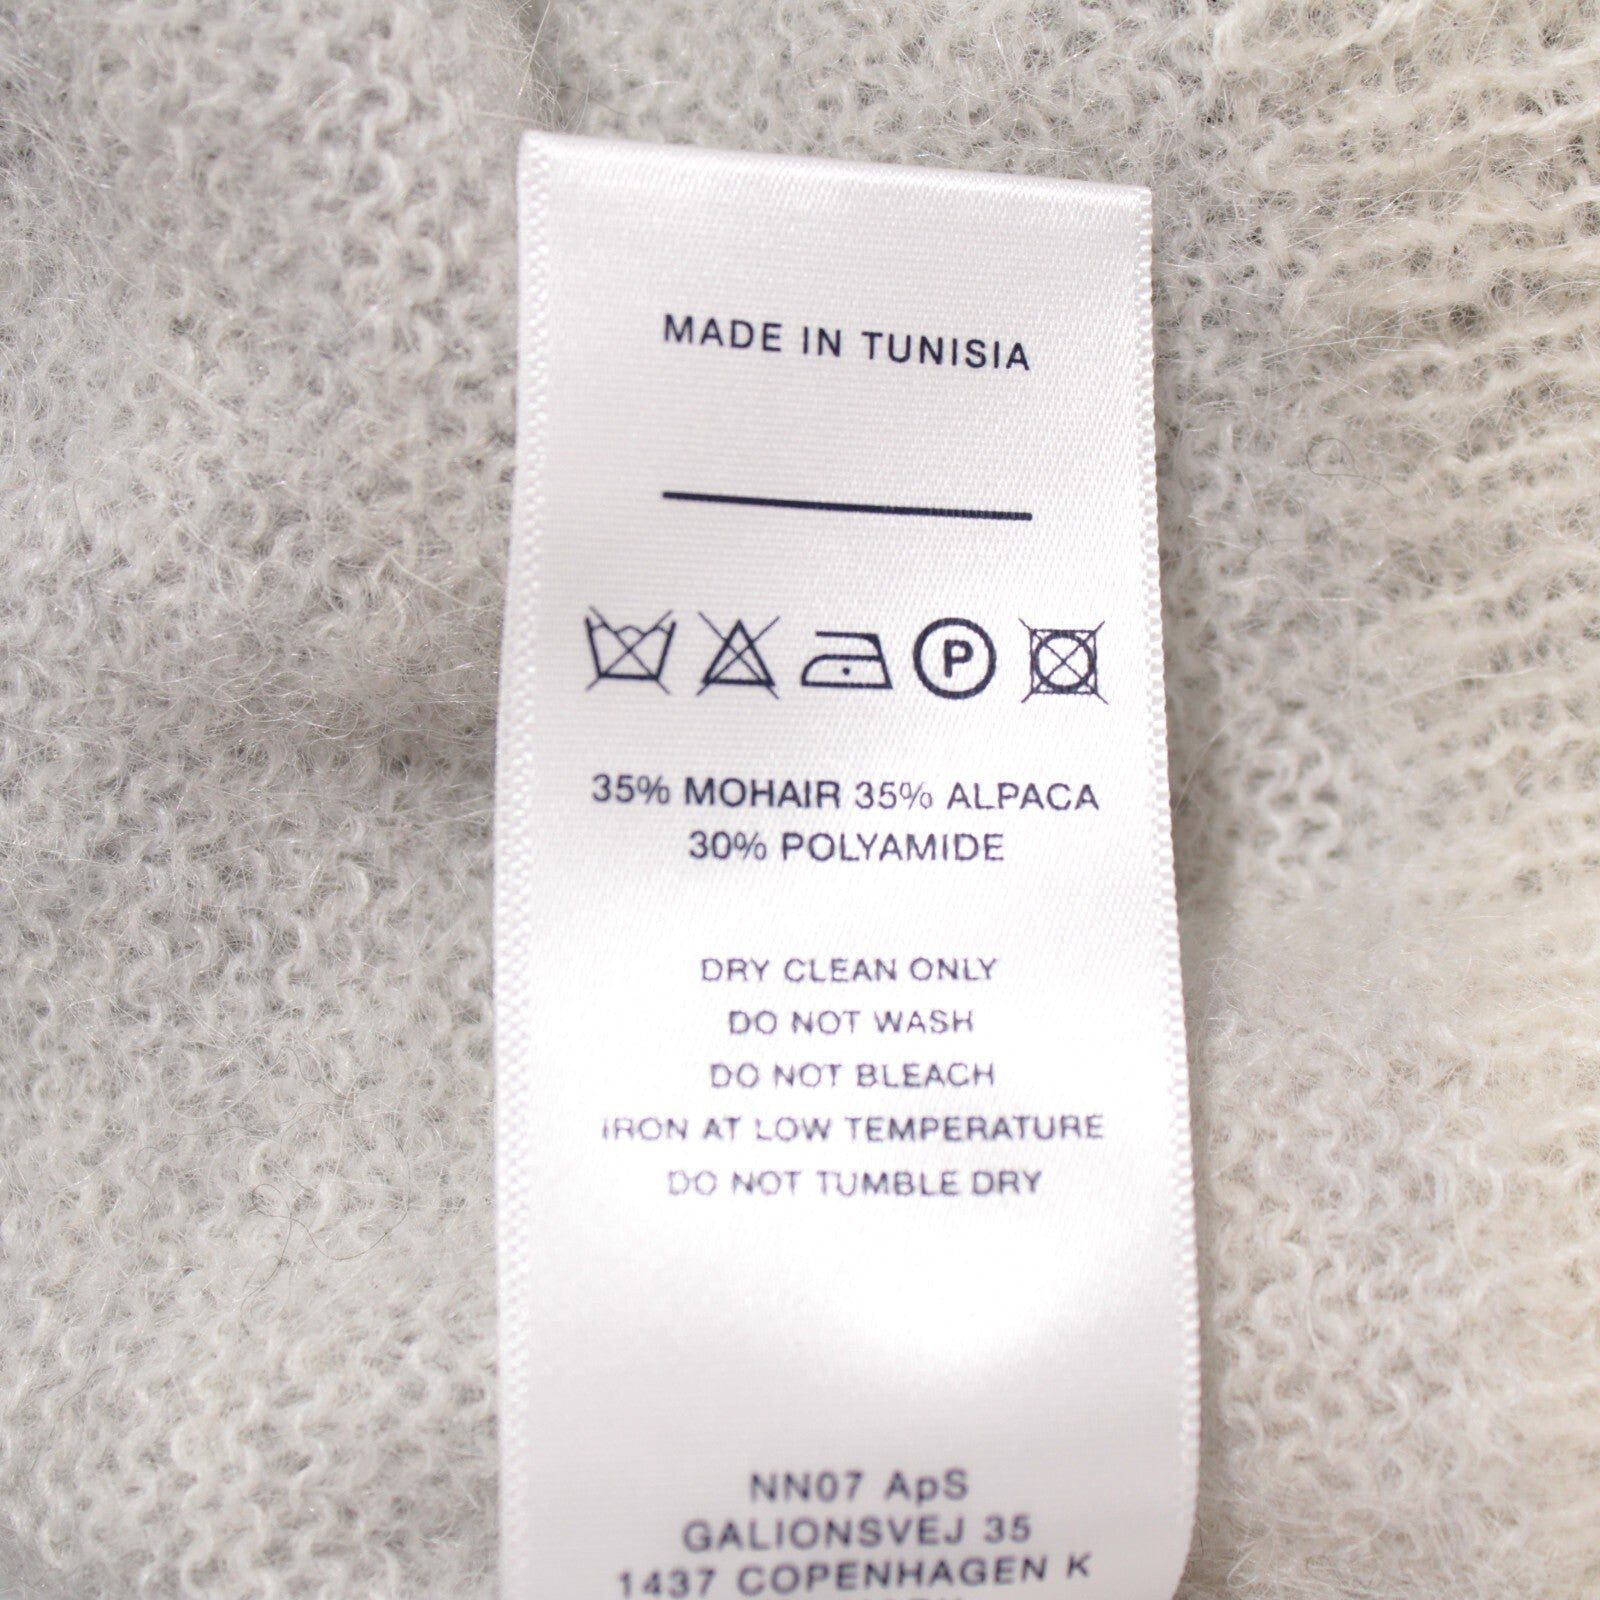 MADE IN TUNISIA
P
35% MOHAIR 35% ALPACA
30% POLYAMIDE
DRY CLEAN ONLY
DO NOT WASH
DO NOT BLEACH
IRON AT LOW TEMPERATURE
DO NOT TUMBLE DRY
NN07 ApS
GALIONSVEJ 35
1437 COPENHAGEN K